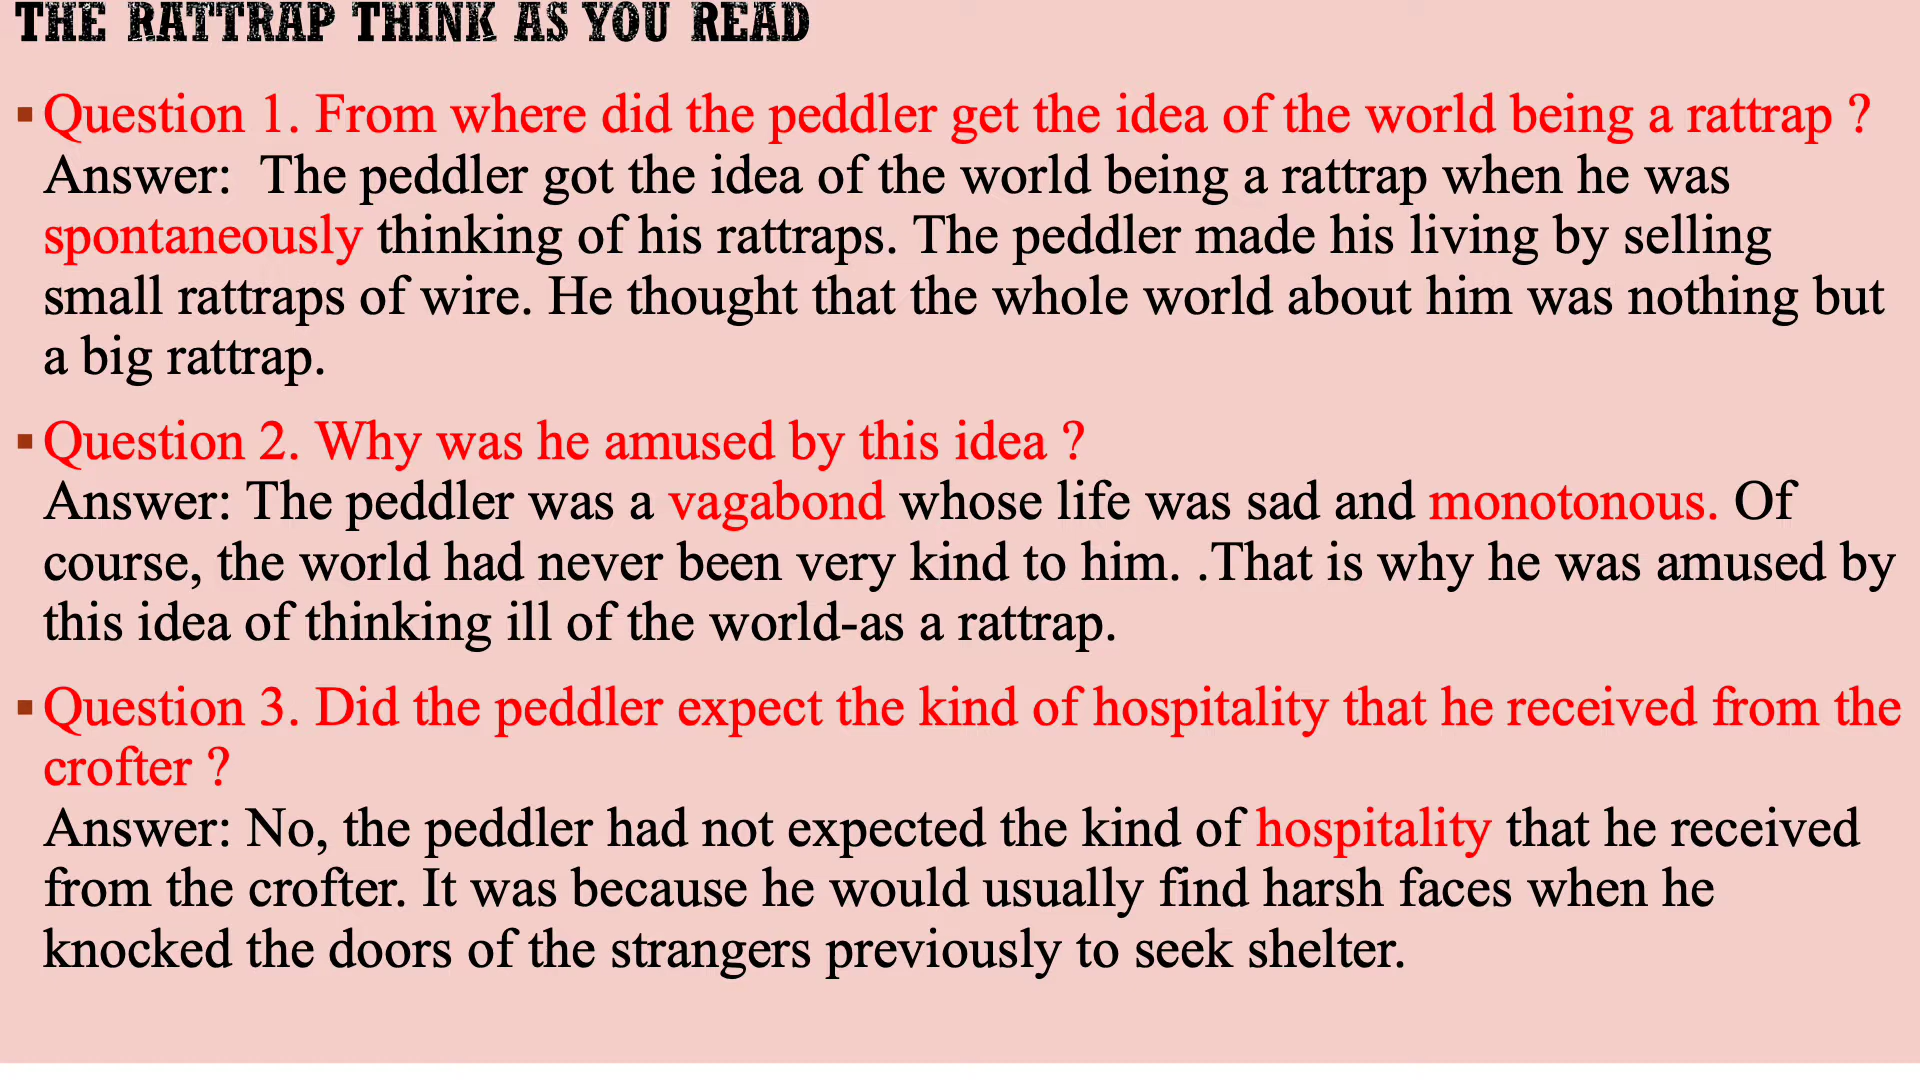 THE RATTRAP THINK AS YOU READ
▪ Question 1. From where did the peddler get the idea of the world being a rattrap ?
Answer:  The peddler got the idea of the world being a rattrap when he was
spontaneously thinking of his rattraps. The peddler made his living by selling
small rattraps of wire. He thought that the whole world about him was nothing but
a big rattrap.
▪ Question 2. Why was he amused by this idea ?
Answer: The peddler was a vagabond whose life was sad and monotonous. Of
course, the world had never been very kind to him. .That is why he was amused by
this idea of thinking ill of the world-as a rattrap.
▪ Question 3. Did the peddler expect the kind of hospitality that he received from the
crofter ?
Answer: No, the peddler had not expected the kind of hospitality that he received
from the crofter. It was because he would usually find harsh faces when he
knocked the doors of the strangers previously to seek shelter.